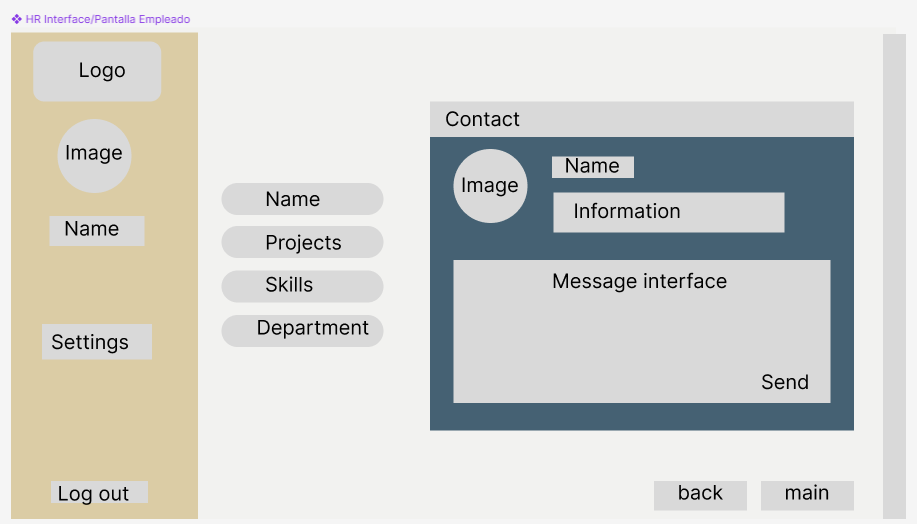 HR Interface/Pantalla Empleado
Logo
Image
Name
Settings
Log out
Name
Projects
Skills
Department
Contact
Image
Name
Information
Message interface
Send
back
main